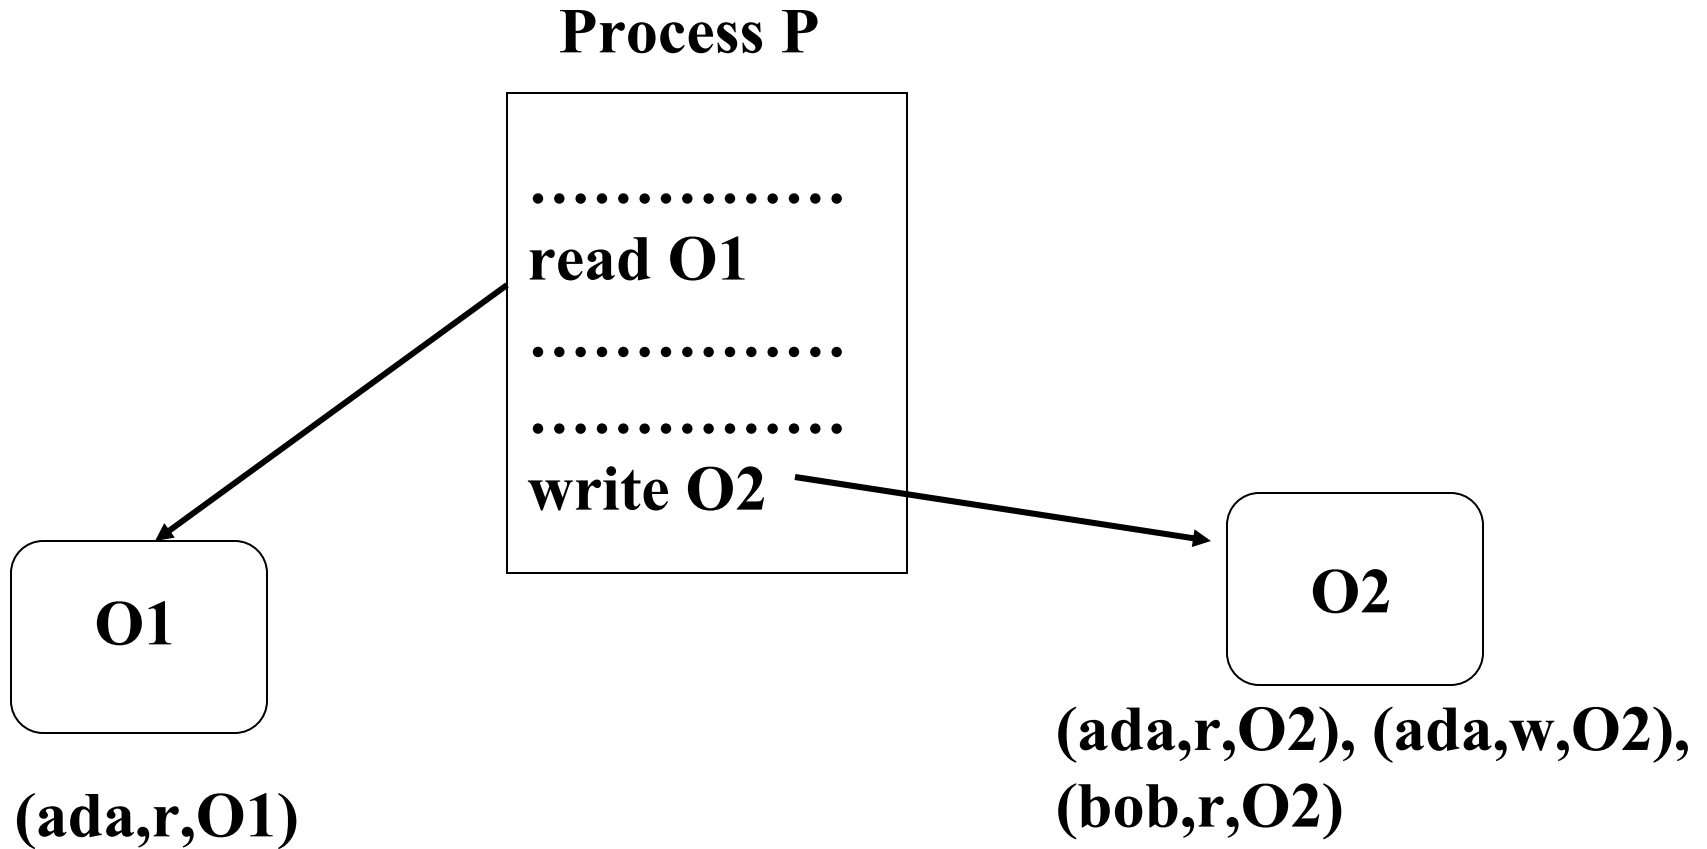 Process P
...............
read O1
...............
...............
write O2
O1
O2
(ada,r,O2), (ada,w,O2),
(bob,r,O2)
(ada,r,O1)